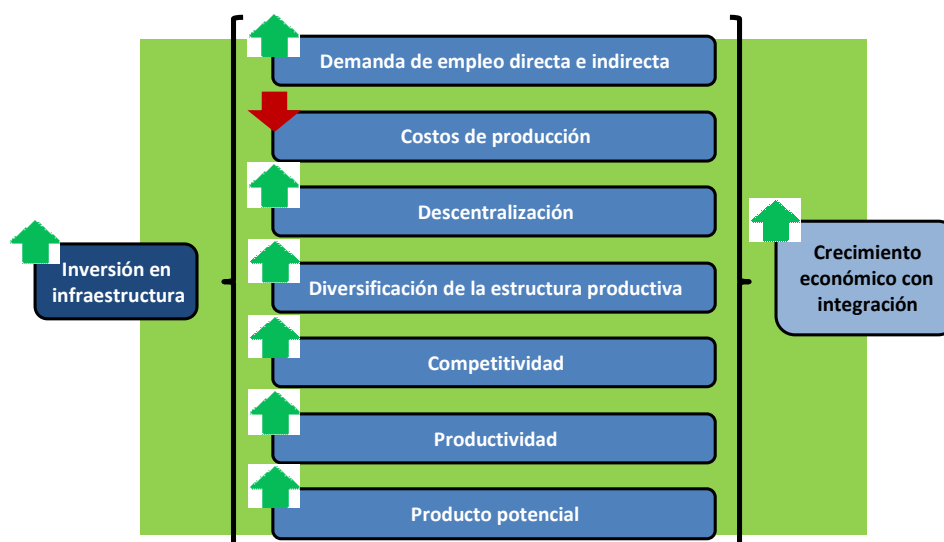 Demanda de empleo directa e indirecta
Costos de producción
Descentralización
Inversión en
infraestructura
Diversificación de la estructura productiva
Crecimiento
económico con
integración
Competitividad
Productividad
Producto potencial